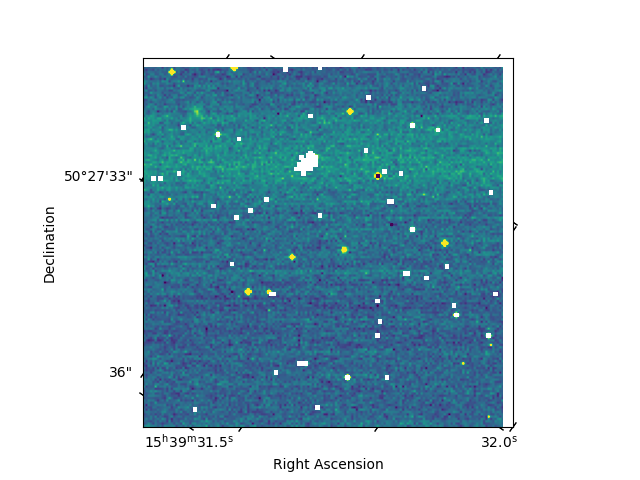 50°27'33"
Declination
36"
15ʰ39ᵐ31.5ˢ
32.0ˢ
Right Ascension